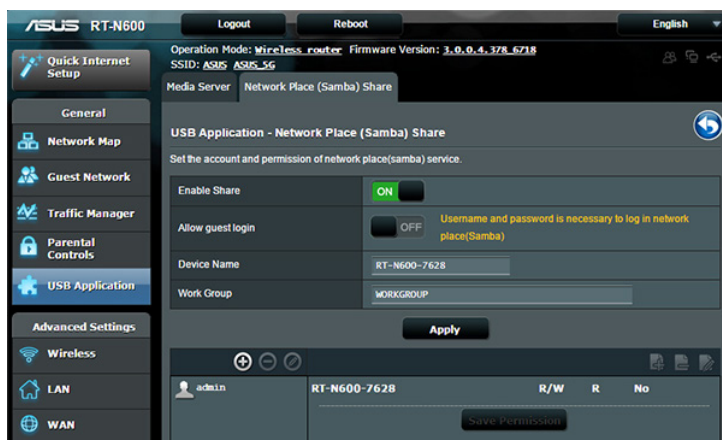 ASUS RT-N600
Logout
Reboot
English
Quick Internet
Setup
Operation Mode: Wireless router Firmware Version: 3.0.0.4.378_6718
SSID: ASUS ASUS_5G
Media Server
Network Place (Samba) Share
General
Network Map
Guest Network
Traffic Manager
Parental
Controls
USB Application
Advanced Settings
Wireless
LAN
WAN
USB Application - Network Place (Samba) Share
Set the account and permission of network place(samba) service.
Enable Share
ON
Allow guest login
OFF
Username and password is necessary to log in network
place(Samba)
Device Name
RT-N600-7628
Work Group
WORKGROUP
Apply
admin
RT-N600-7628
R/W
R
No
Save Permission